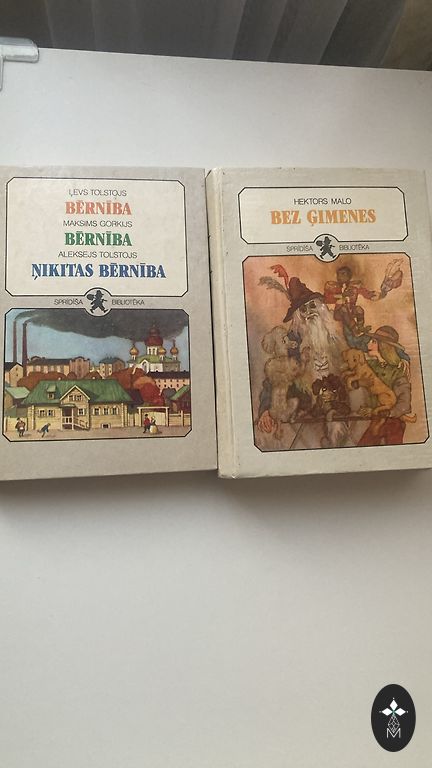 ĻEVS TOLSTOJS
BĒRNĪBA
MAKSIMS GORKIJS
BĒRNĪBA
ALEKSEJS TOLSTOJS
ŅIKITAS BĒRNĪBA
SPRĪDĪŠA BIBLIOTĒKA
HEKTORS MALO
BEZ ĢIMENES
SPRĪDĪŠA BIBLIOTĒKA
M